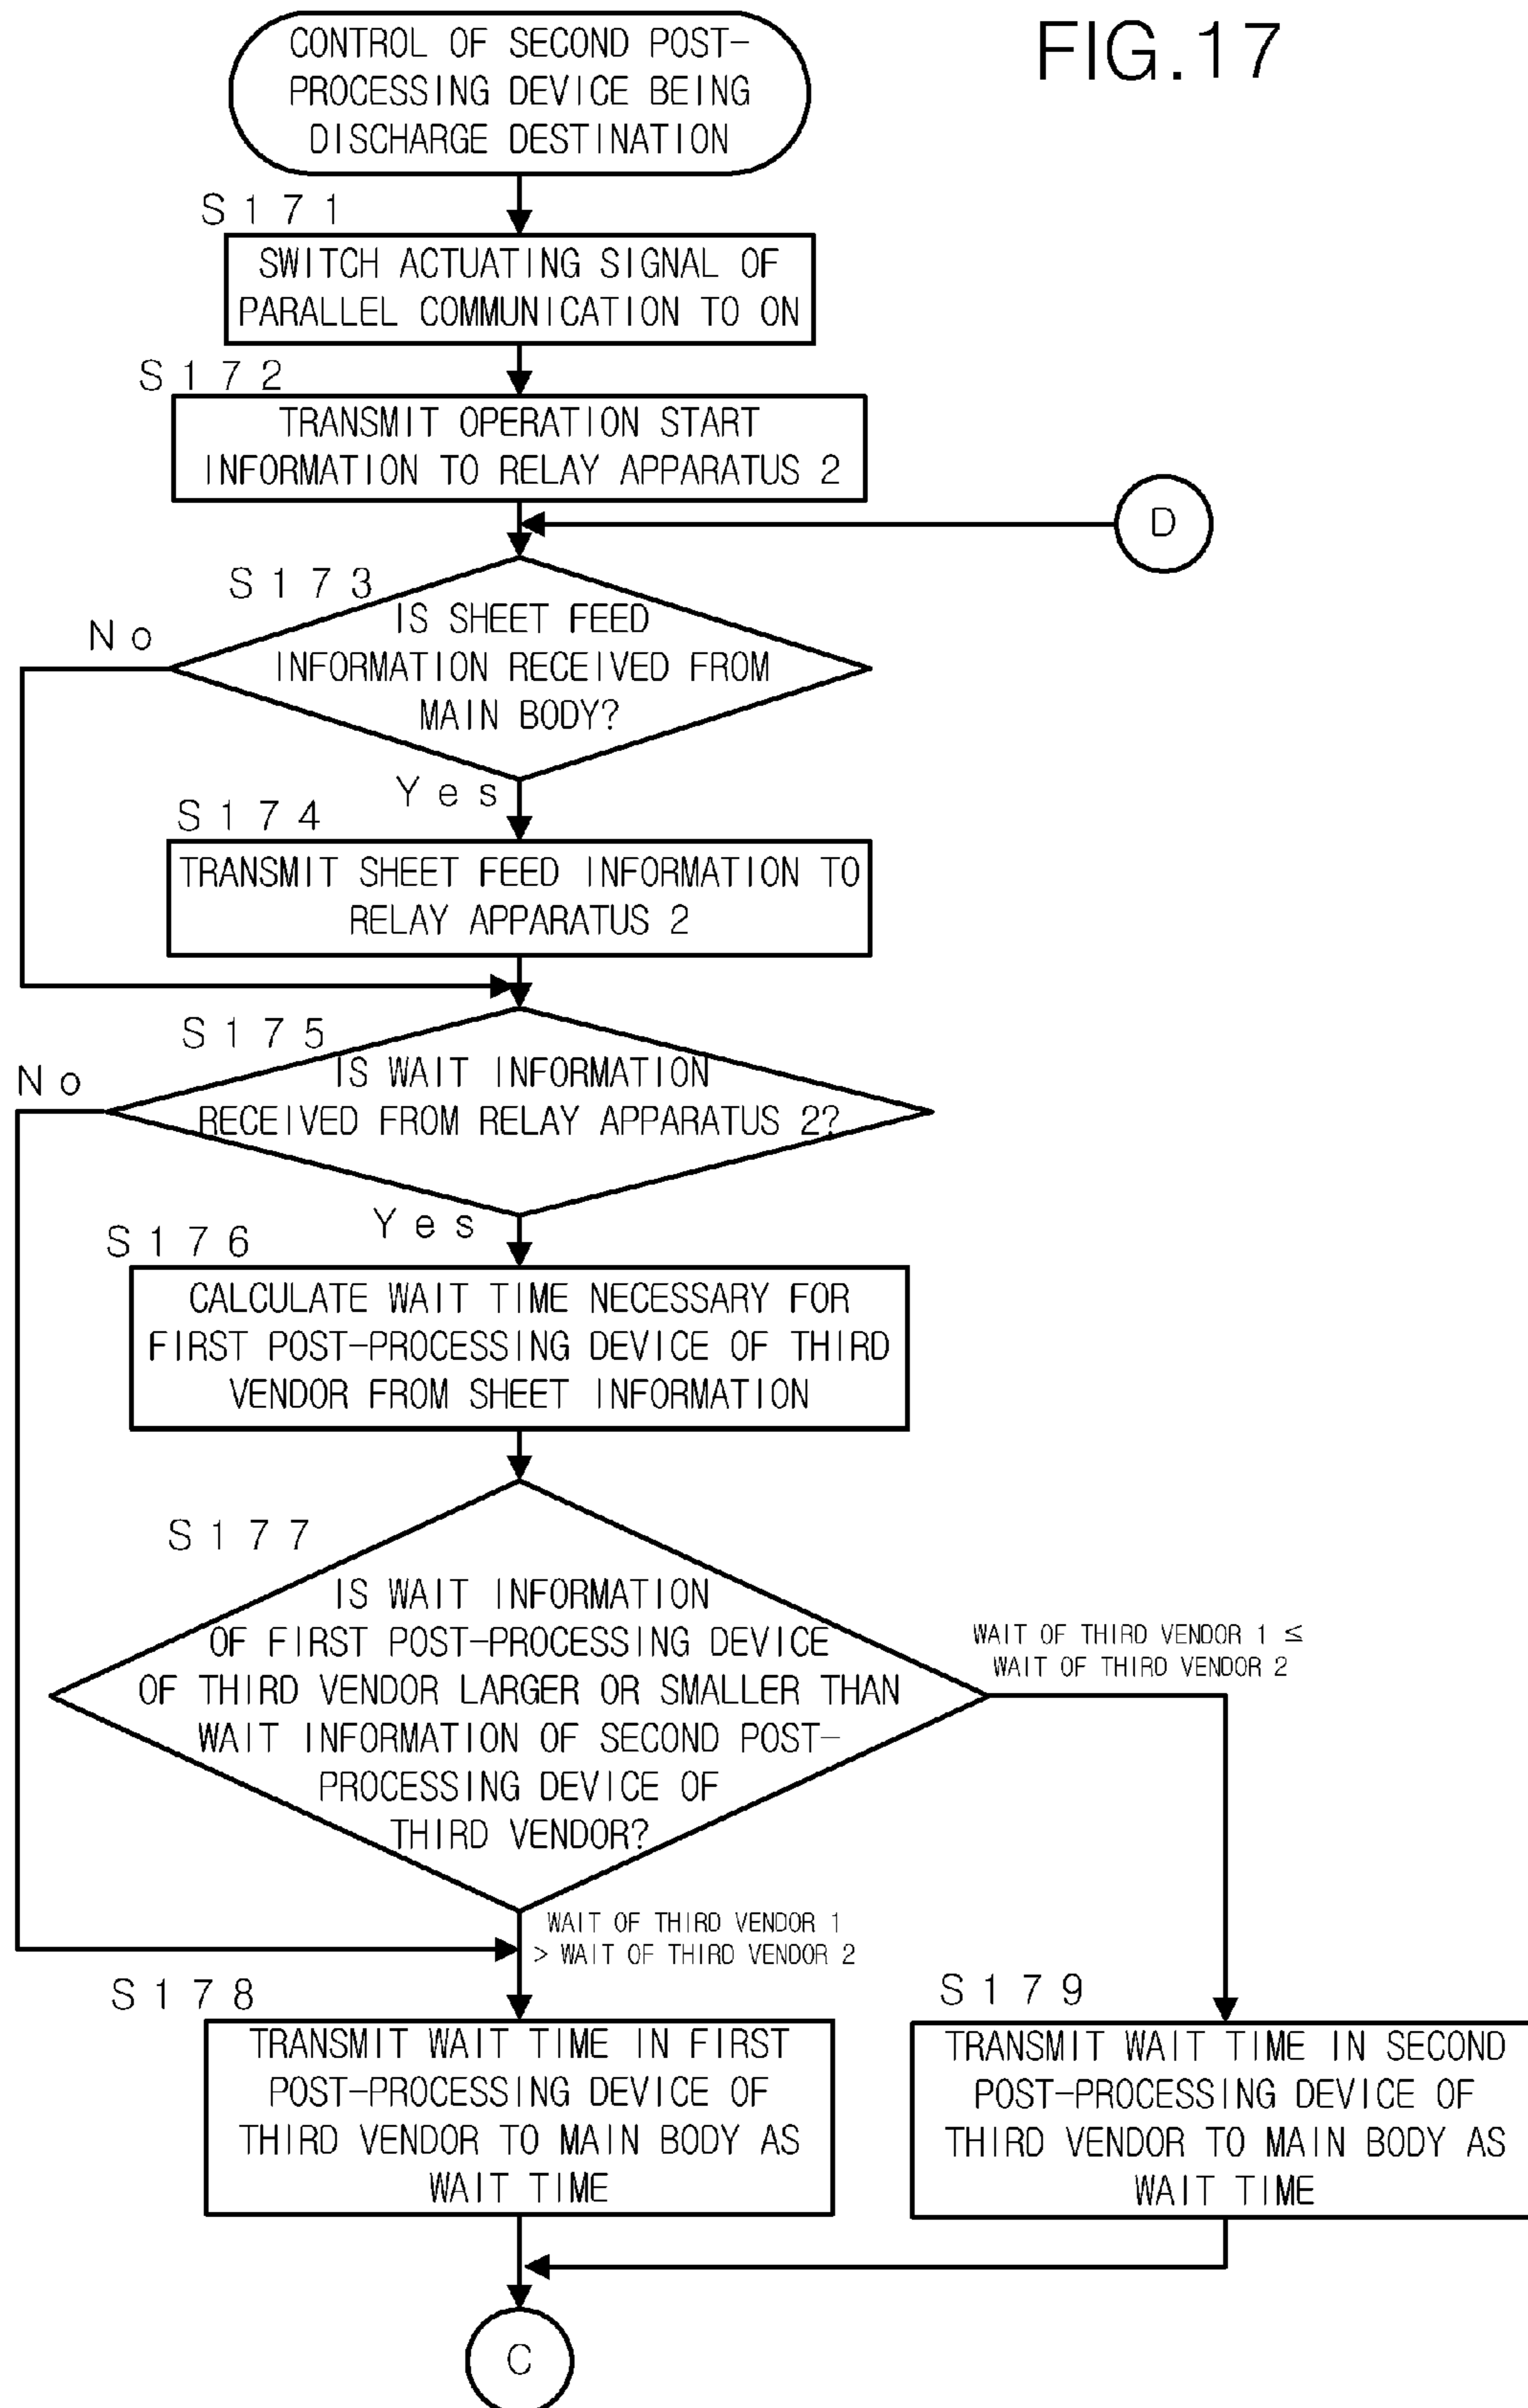 FIG.17
CONTROL OF SECOND POST-
PROCESSING DEVICE BEING
DISCHARGE DESTINATION
S171
SWITCH ACTUATING SIGNAL OF
PARALLEL COMMUNICATION TO ON
S172
TRANSMIT OPERATION START
INFORMATION TO RELAY APPARATUS 2
D
S173
No
IS SHEET FEED
INFORMATION RECEIVED FROM
MAIN BODY?
Yes
S174
TRANSMIT SHEET FEED INFORMATION TO
RELAY APPARATUS 2
S175
No
IS WAIT INFORMATION
RECEIVED FROM RELAY APPARATUS 2?
Yes
S176
CALCULATE WAIT TIME NECESSARY FOR
FIRST POST-PROCESSING DEVICE OF THIRD
VENDOR FROM SHEET INFORMATION
S177
IS WAIT INFORMATION
OF FIRST POST-PROCESSING DEVICE
OF THIRD VENDOR LARGER OR SMALLER THAN
WAIT INFORMATION OF SECOND POST-
PROCESSING DEVICE OF
THIRD VENDOR?
WAIT OF THIRD VENDOR 1 ≤
WAIT OF THIRD VENDOR 2
WAIT OF THIRD VENDOR 1
> WAIT OF THIRD VENDOR 2
S178
TRANSMIT WAIT TIME IN FIRST
POST-PROCESSING DEVICE OF
THIRD VENDOR TO MAIN BODY AS
WAIT TIME
S179
TRANSMIT WAIT TIME IN SECOND
POST-PROCESSING DEVICE OF
THIRD VENDOR TO MAIN BODY AS
WAIT TIME
C